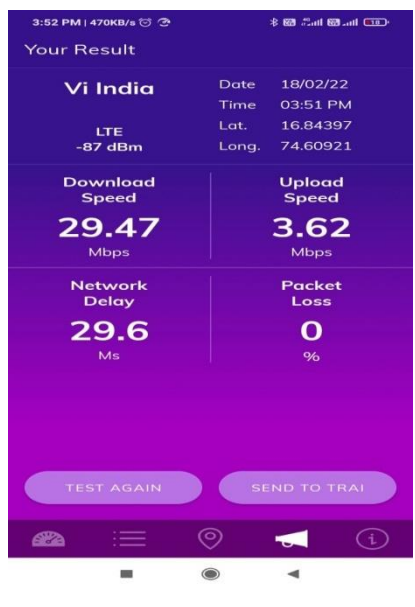 3:52 PM | 470KB/s
18
Your Result
Vi India
LTE
-87 dBm
Date 18/02/22
Time 03:51 PM
Lat. 16.84397
Long. 74.60921
Download
Speed
29.47
Mbps
Upload
Speed
3.62
Mbps
Network
Delay
29.6
Ms
Packet
Loss
0
%
TEST AGAIN
SEND TO TRAI